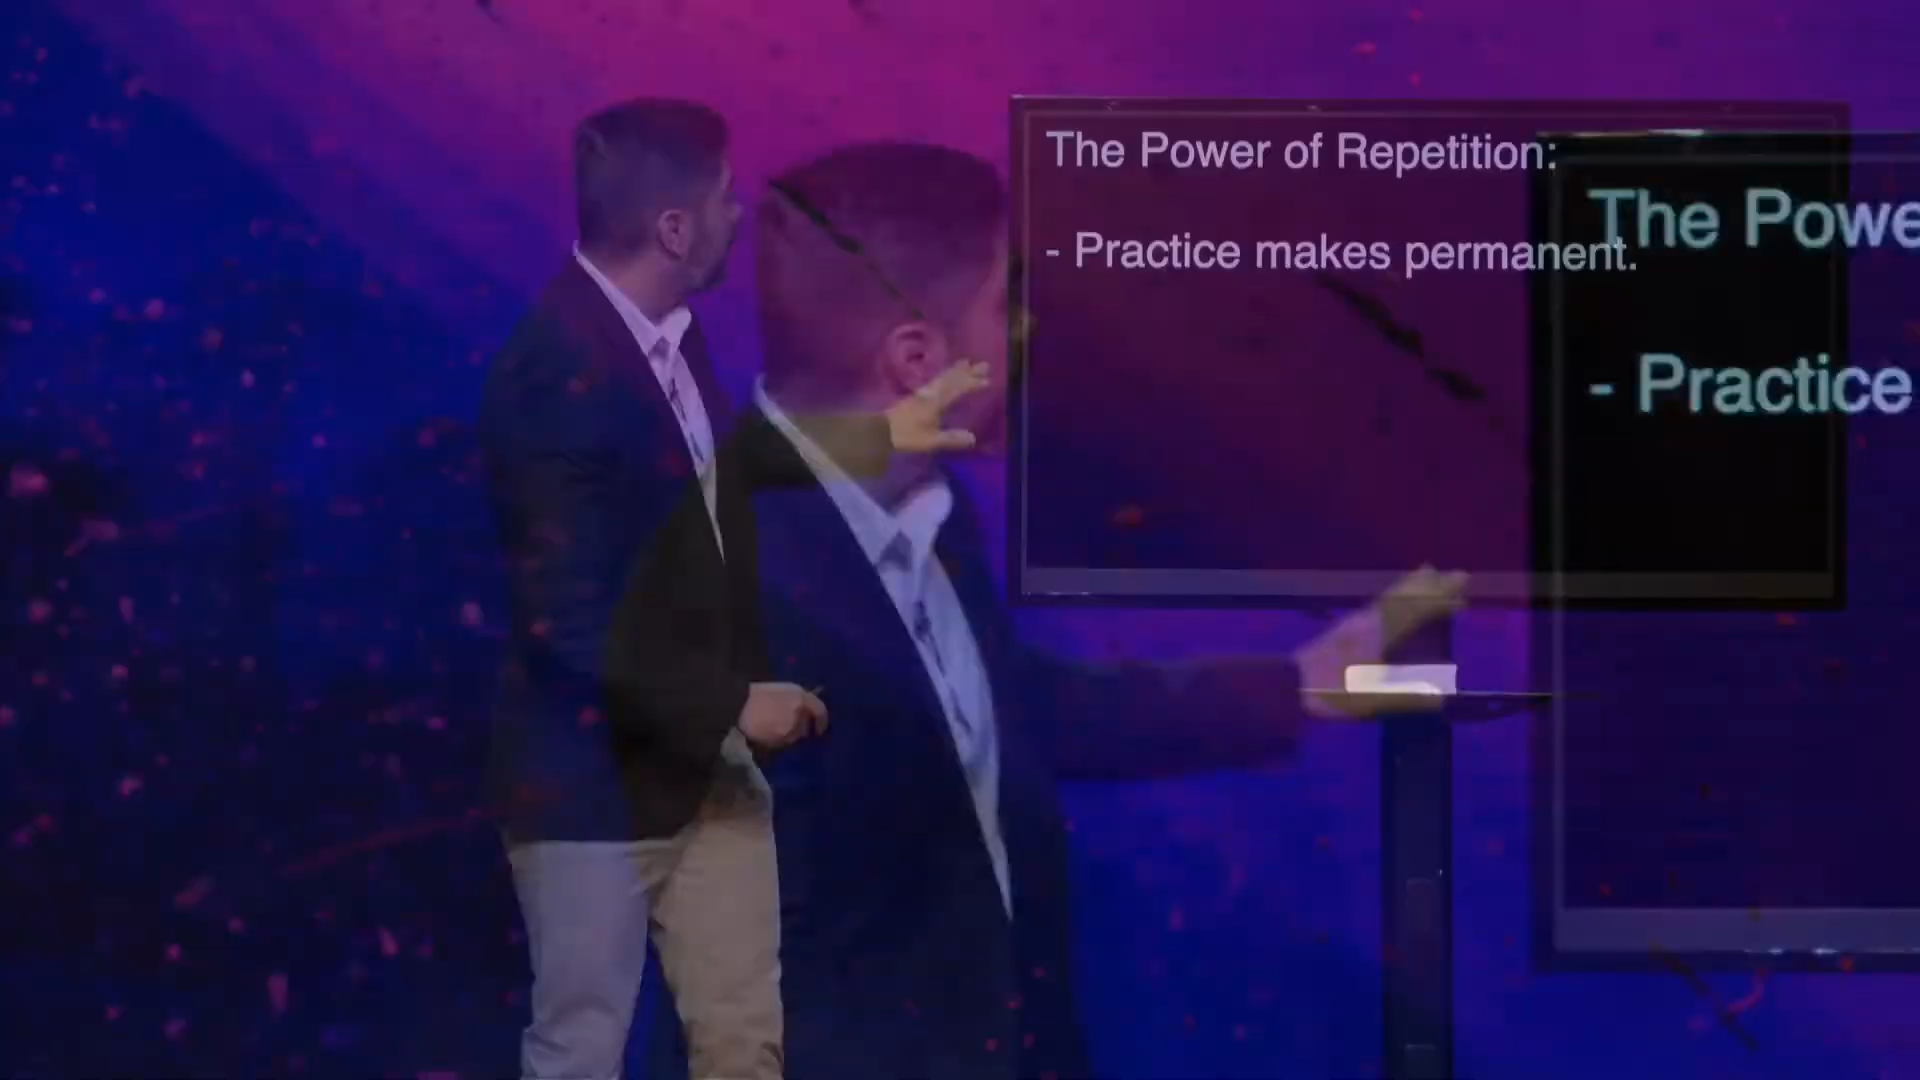 The Power of Repetition:
- Practice makes permanent.
The Powe
- Practice